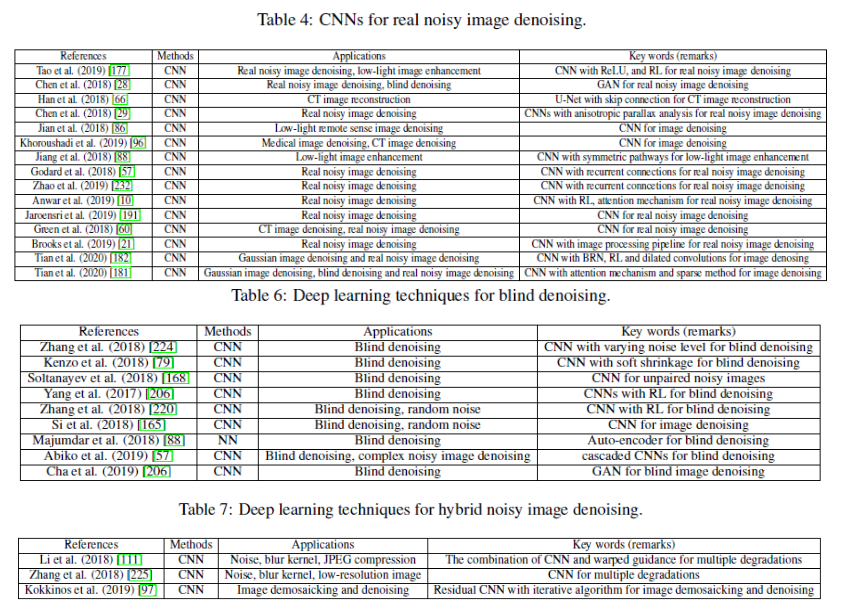 Table 4: CNNs for real noisy image denoising.
References Methods Applications Key words (remarks)
Tao et al. (2019) [177] CNN Real noisy image denoising, low-light image enhancement CNN with ReLU, and RL for real noisy image denoising
Chen et al. (2018) [28] CNN Real noisy image denoising, blind denoising GAN for real noisy image denoising
Han et al. (2018) [66] CNN CT image reconstruction U-Net with skip connection for CT image reconstruction
Chen et al. (2018) [29] CNN Real noisy image denoising CNNs with anisotropic parallax analysis for real noisy image denoising
Jian et al. (2018) [86] CNN Low-light remote sense image denoising CNN for image denoising
Khoroushadi et al. (2019) [96] CNN Medical image denoising, CT image denoising CNN for image denoising
Jiang et al. (2018) [88] CNN Low-light image enhancement CNN with symmetric pathways for low-light image enhancement
Godard et al. (2018) [57] CNN Real noisy image denoising CNN with recurrent connections for real noisy image denoising
Zhao et al. (2019) [232] CNN Real noisy image denoising CNN with recurrent conncetions for real noisy image denoising
Anwar et al. (2019) [10] CNN Real noisy image denoising CNN with RL, attention mechanism for real noisy image denoising
Jaroensri et al. (2019) [191] CNN Real noisy image denoising CNN for real noisy image denoising
Green et al. (2018) [60] CNN CT image denoising, real noisy image denoising CNN for real noisy image denoising
Brooks et al. (2019) [21] CNN Real noisy image denoising CNN with image processing pipeline for real noisy image denoising
Tian et al. (2020) [182] CNN Gaussian image denoising and real noisy image denoising CNN with BRN, RL and dilated convolutions for image denosing
Tian et al. (2020) [181] CNN Gaussian image denoising, blind denoising and real noisy image denoising CNN with attention mechanism and sparse method for image denoising
Table 6: Deep learning techniques for blind denoising.
References Methods Applications Key words (remarks)
Zhang et al. (2018) [224] CNN Blind denoising CNN with varying noise level for blind denoising
Kenzo et al. (2018) [79] CNN Blind denoising CNN with soft shrinkage for blind denoising
Soltanayev et al. (2018) [168] CNN Blind denoising CNN for unpaired noisy images
Yang et al. (2017) [206] CNN Blind denoising CNNs with RL for blind denoising
Zhang et al. (2018) [220] CNN Blind denoising, random noise CNN with RL for blind denoising
Si et al. (2018) [165] CNN Blind denoising, random noise CNN for image denoising
Majumdar et al. (2018) [88] NN Blind denoising Auto-encoder for blind denoising
Abiko et al. (2019) [57] CNN Blind denoising, complex noisy image denoising cascaded CNNs for blind denoising
Cha et al. (2019) [206] CNN Blind denoising GAN for blind image denoising
Table 7: Deep learning techniques for hybrid noisy image denoising.
References Methods Applications Key words (remarks)
Li et al. (2018) [111] CNN Noise, blur kernel, JPEG compression The combination of CNN and warped guidance for multiple degradations
Zhang et al. (2018) [225] CNN Noise, blur kernel, low-resolution image CNN for multiple degradations
Kokkinos et al. (2019) [97] CNN Image demosaicking and denoising Residual CNN with iterative algorithm for image demosaicking and denoising